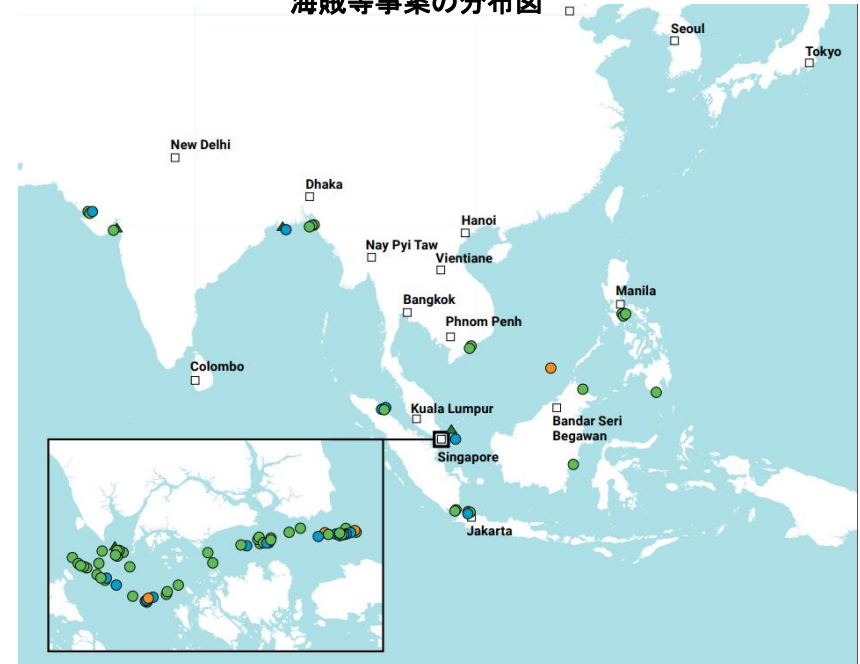 海賊等事案の分布図
Seoul
Tokyo
New Delhi
Dhaka
Hanoi
Nay Pyi Taw
Vientiane
Manila
Bangkok
Phnom Penh
Colombo
Kuala Lumpur
Bandar Seri
Begawan
Singapore
Jakarta